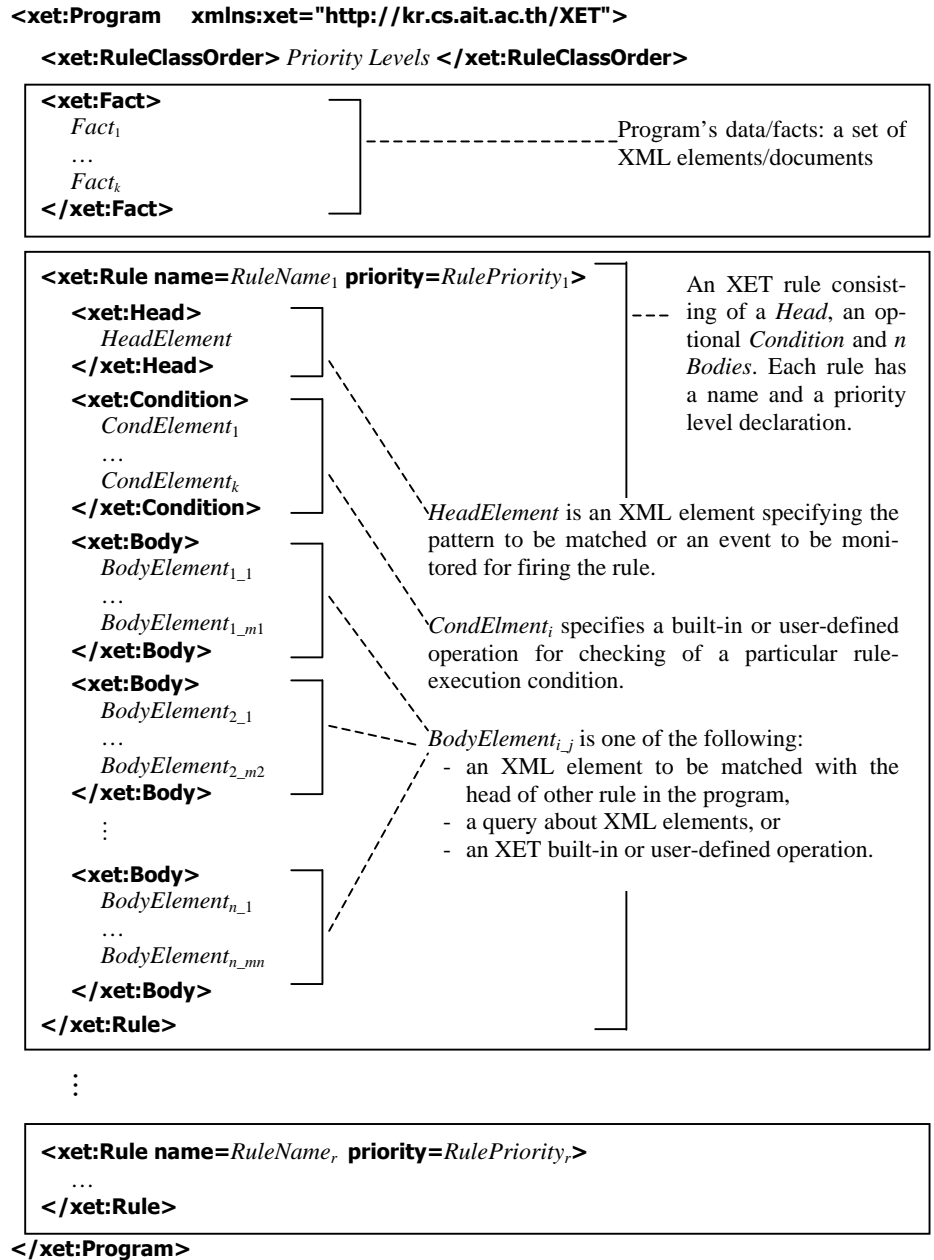 <xet:Program xmlns:xet="http://kr.cs.ait.ac.th/XET">
<xet:RuleClassOrder> Priority Levels </xet:RuleClassOrder>
<xet:Fact>
Fact1
…
Factk
</xet:Fact>
Program's data/facts: a set of
XML elements/documents
<xet:Rule name=RuleName1 priority=RulePriority1>
<xet:Head>
HeadElement
</xet:Head>
<xet:Condition>
CondElement1
…
CondElementk
</xet:Condition>
<xet:Body>
BodyElement1_1
…
BodyElement1_m1
</xet:Body>
<xet:Body>
BodyElement2_1
…
BodyElement2_m2
</xet:Body>
⋮
<xet:Body>
BodyElementn_1
…
BodyElementn_mn
</xet:Body>
</xet:Rule>
An XET rule consist-
ing of a Head, an op-
tional Condition and n
Bodies. Each rule has
a name and a priority
level declaration.
HeadElement is an XML element specifying the
pattern to be matched or an event to be moni-
tored for firing the rule.
CondElmenti specifies a built-in or user-defined
operation for checking of a particular rule-
execution condition.
BodyElementi_j is one of the following:
- an XML element to be matched with the
head of other rule in the program,
- a query about XML elements, or
- an XET built-in or user-defined operation.
⋮
<xet:Rule name=RuleNamer priority=RulePriorityr>
…
</xet:Rule>
</xet:Program>